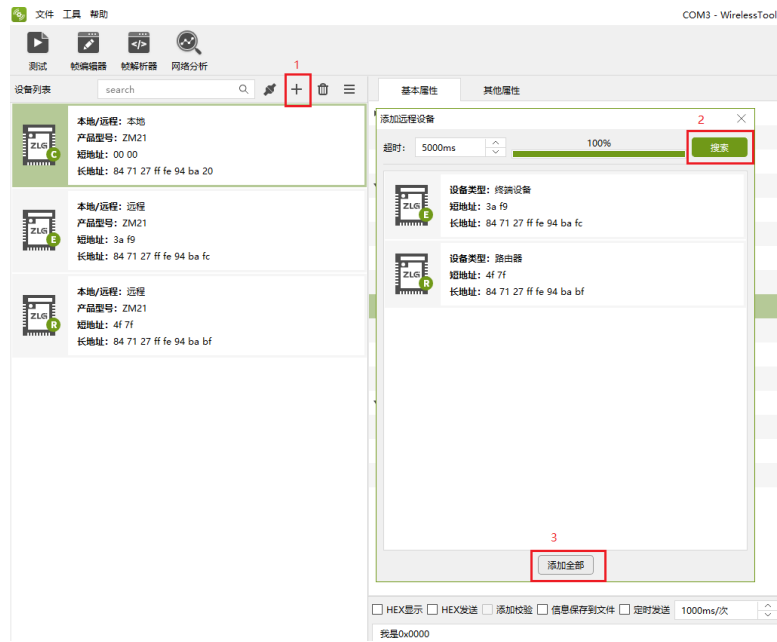 文件 工具 帮助
COM3 - WirelessTool
测试 帧编辑器 帧解析器 网络分析
1
设备列表 search
基本属性 其他属性
本地/远程: 本地
产品型号: ZM21
短地址: 00 00
长地址: 84 71 27 ff fe 94 ba 20
ZLG C
本地/远程: 远程
产品型号: ZM21
短地址: 3a f9
长地址: 84 71 27 ff fe 94 ba fc
ZLG E
本地/远程: 远程
产品型号: ZM21
短地址: 4f 7f
长地址: 84 71 27 ff fe 94 ba bf
ZLG R
添加远程设备
2
超时: 5000ms 100% 搜索
设备类型: 终端设备
短地址: 3a f9
长地址: 84 71 27 ff fe 94 ba fc
ZLG E
设备类型: 路由器
短地址: 4f 7f
长地址: 84 71 27 ff fe 94 ba bf
ZLG R
3
添加全部
HEX显示 HEX发送 添加校验 信息保存到文件 定时发送 1000ms/次
我是0x0000